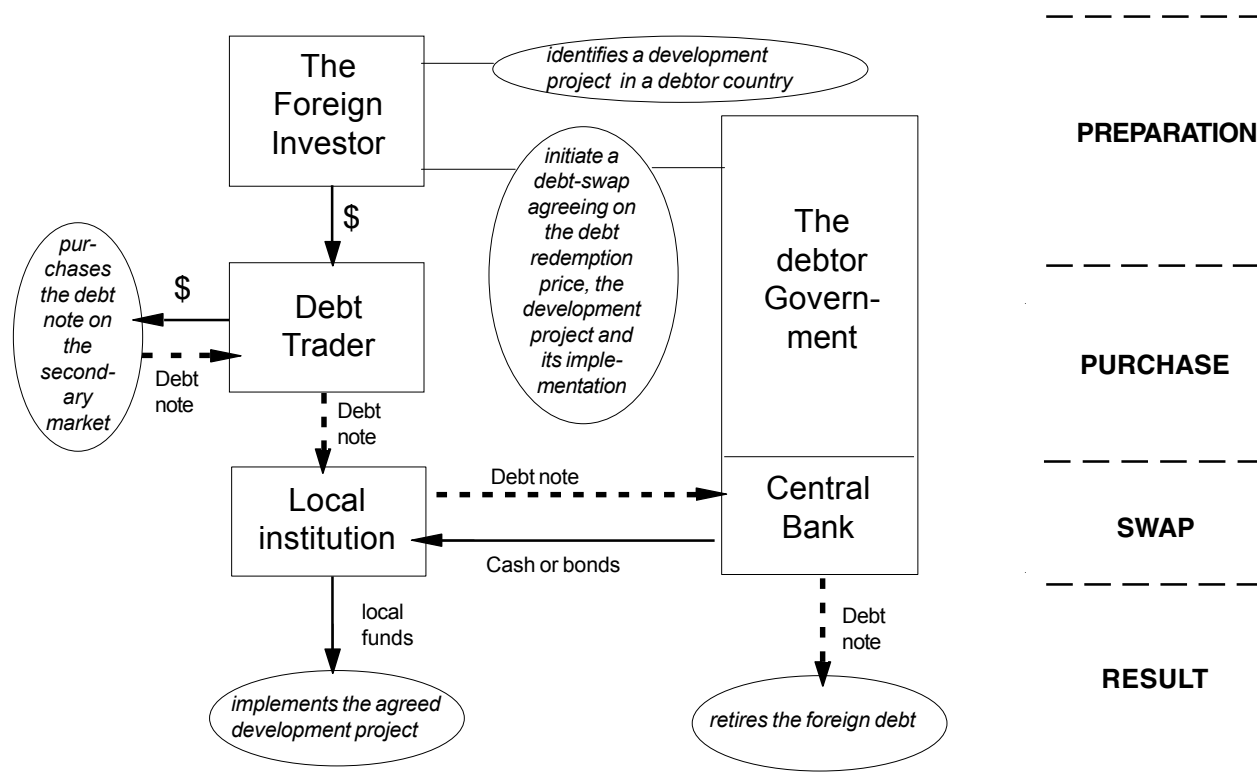 The
Foreign
Investor
identifies a development
project in a debtor country
PREPARATION
initiate a
debt-swap
agreeing on
the debt
redemption
price, the
development
project and
its imple-
mentation
The
debtor
Govern-
ment
$
pur-
chases
the debt
note on
the
second-
ary
market
$
Debt
note
Debt
Trader
PURCHASE
Debt
note
Local
institution
Debt note
Cash or bonds
Central
Bank
SWAP
local
funds
Debt
note
RESULT
implements the agreed
development project
retires the foreign debt